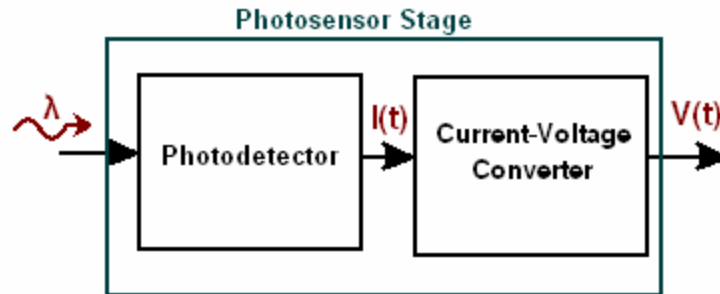 Photosensor Stage
λ
Photodetector
I(t)
Current-Voltage
Converter
V(t)